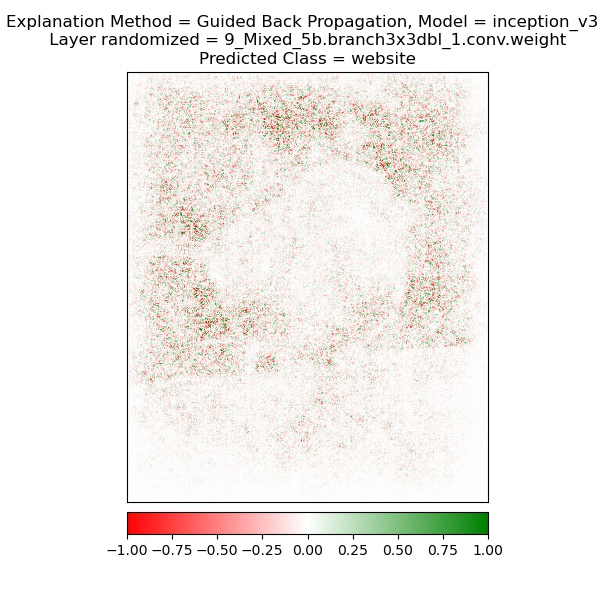 Explanation Method = Guided Back Propagation, Model = inception_v3
Layer randomized = 9_Mixed_5b.branch3x3dbl_1.conv.weight
Predicted Class = website
−1.00 −0.75 −0.50 −0.25 0.00 0.25 0.50 0.75 1.00